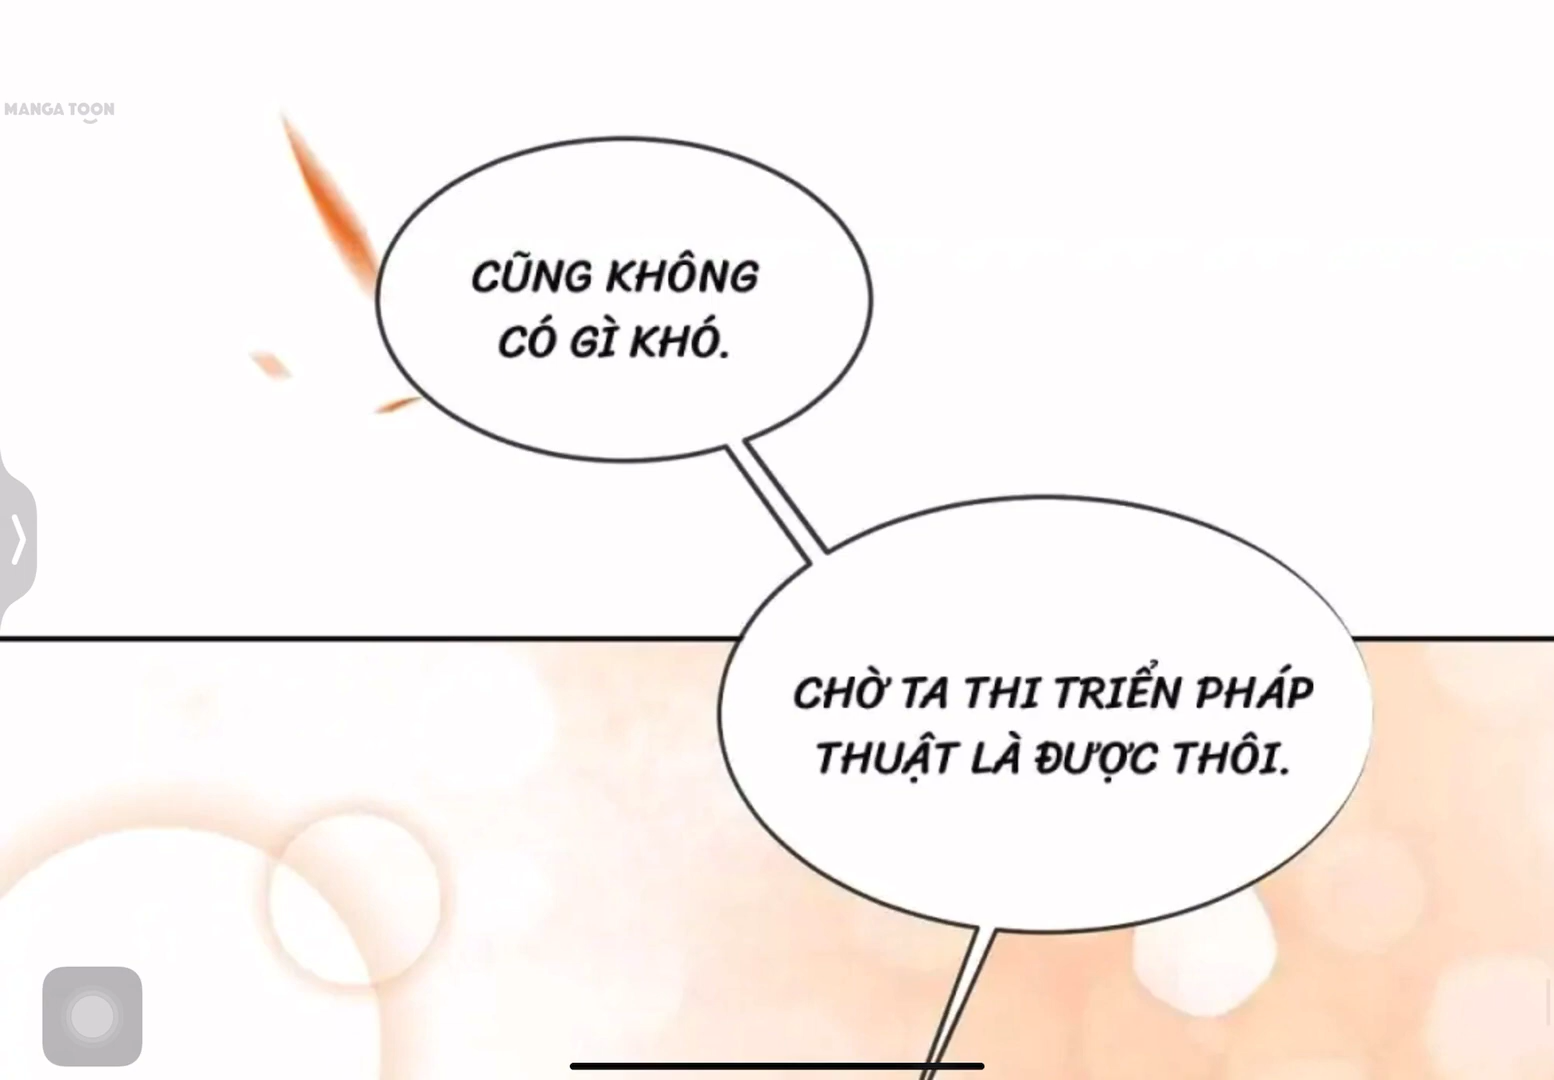 MANGA TOON
CŨNG KHÔNG
CÓ GÌ KHÓ.
CHỜ TA THI TRIỂN PHÁP
THUẬT LÀ ĐƯỢC THÔI.